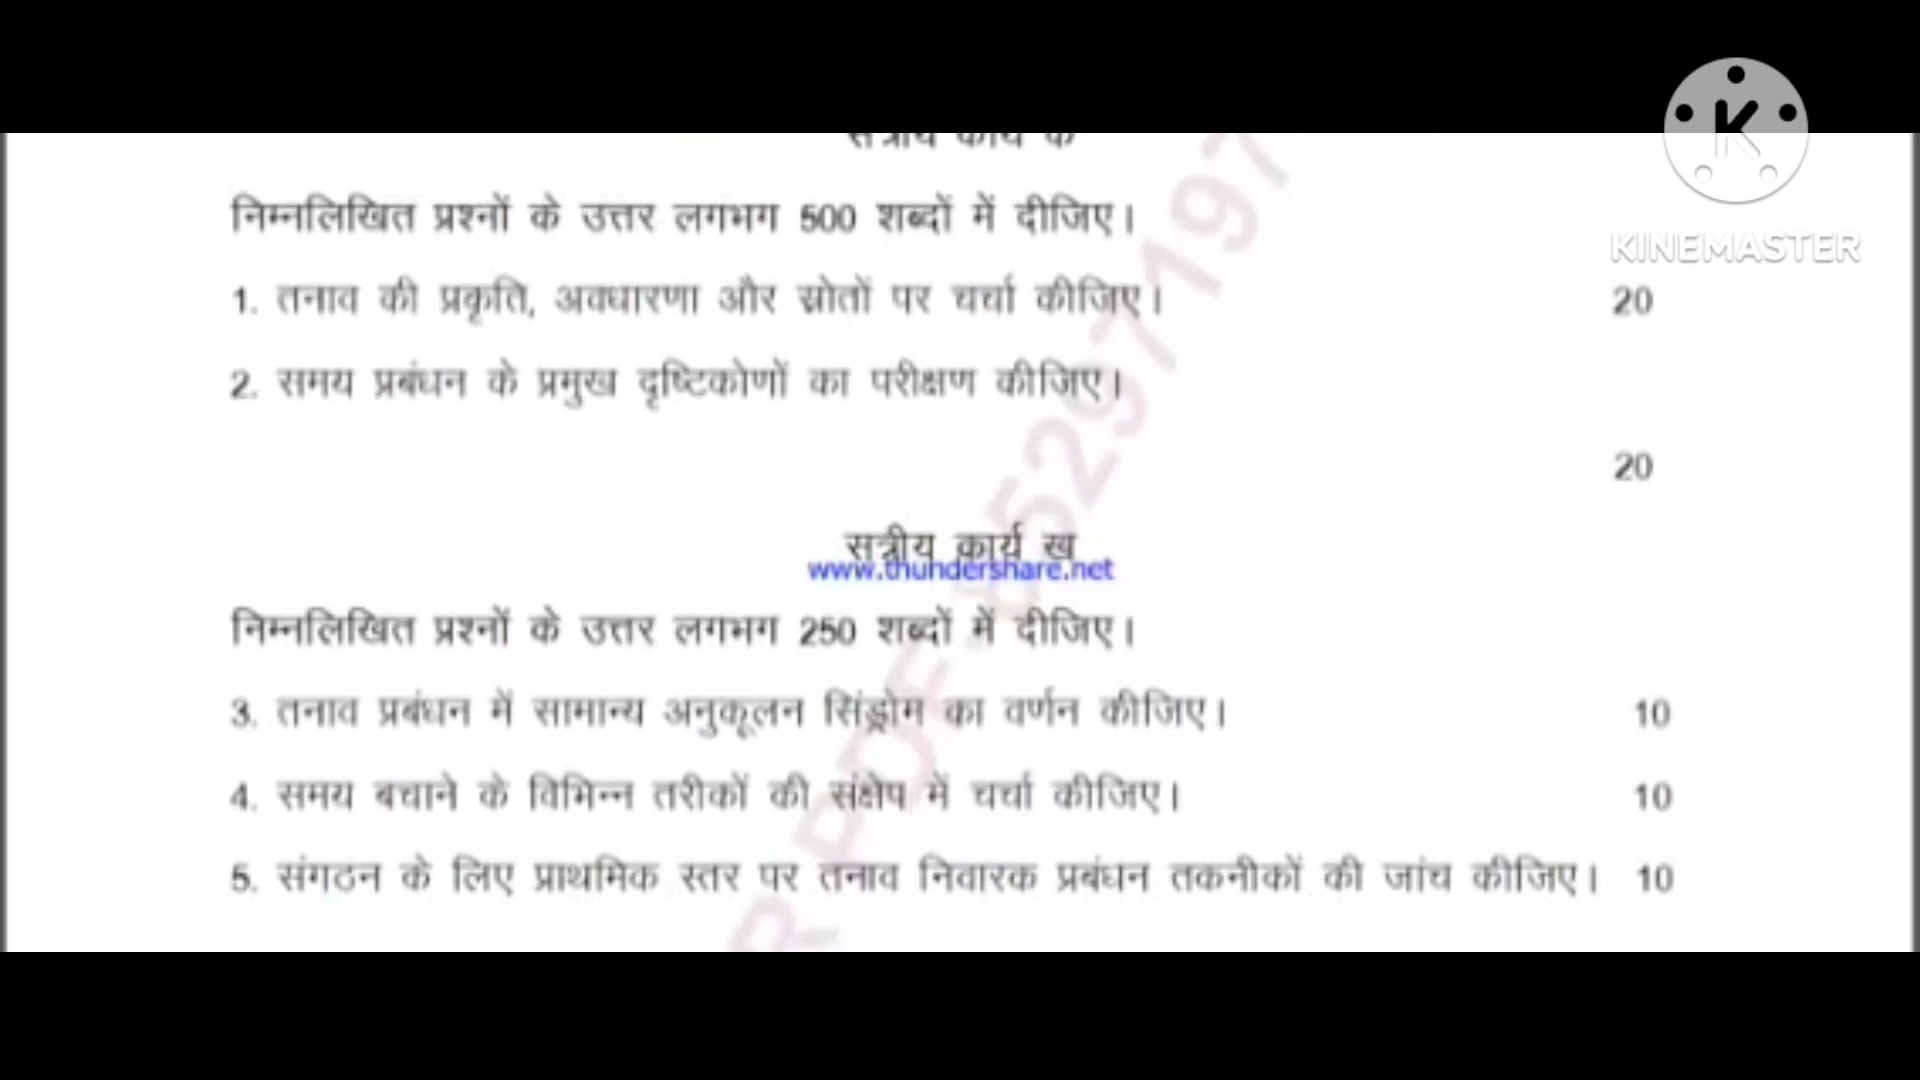 सत्रीय कार्य क
KINEMASTER
निम्नलिखित प्रश्नों के उत्तर लगभग 500 शब्दों में दीजिए।
1. तनाव की प्रकृति, अवधारणा और स्रोतों पर चर्चा कीजिए। 20
2. समय प्रबंधन के प्रमुख दृष्टिकोणों का परीक्षण कीजिए।
20
सत्रीय कार्य ख
www.thundershare.net
निम्नलिखित प्रश्नों के उत्तर लगभग 250 शब्दों में दीजिए।
3. तनाव प्रबंधन में सामान्य अनुकूलन सिंड्रोम का वर्णन कीजिए। 10
4. समय बचाने के विभिन्न तरीकों की संक्षेप में चर्चा कीजिए। 10
5. संगठन के लिए प्राथमिक स्तर पर तनाव निवारक प्रबंधन तकनीकों की जांच कीजिए। 10